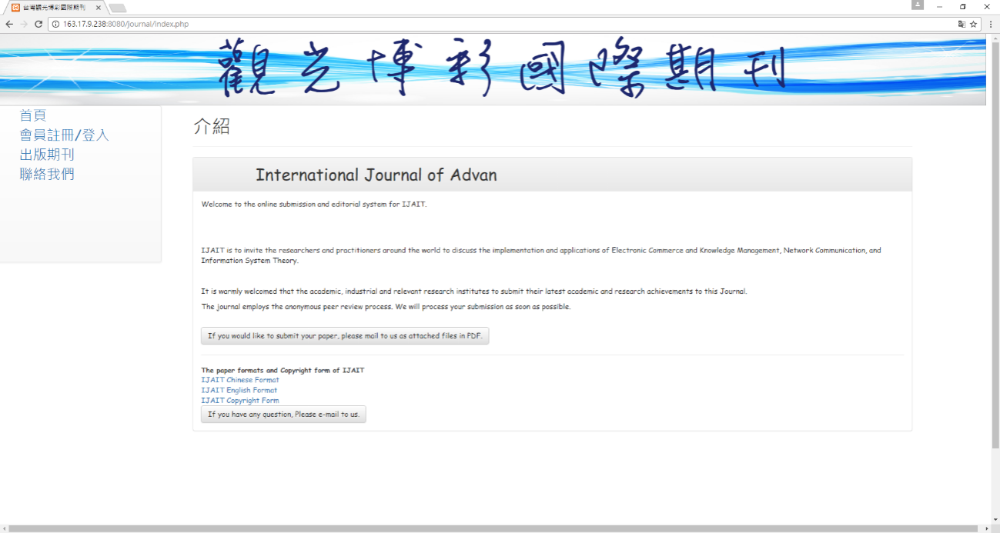 台灣觀光博彩國際期刊
163.17.9.238:8080/journal/index.php
觀光博彩國際期刊
首頁
會員註冊/登入
出版期刊
聯絡我們
介紹
International Journal of Advan
Welcome to the online submission and editorial system for IJAIT.
IJAIT is to invite the researchers and practitioners around the world to discuss the implementation and applications of Electronic Commerce and Knowledge Management, Network Communication, and
Information System Theory.
It is warmly welcomed that the academic, industrial and relevant research institutes to submit their latest academic and research achievements to this Journal.
The journal employs the anonymous peer review process. We will process your submission as soon as possible.
If you would like to submit your paper, please mail to us as attached files in PDF.
The paper formats and Copyright form of IJAIT
IJAIT Chinese Format
IJAIT English Format
IJAIT Copyright Form
If you have any question, Please e-mail to us.